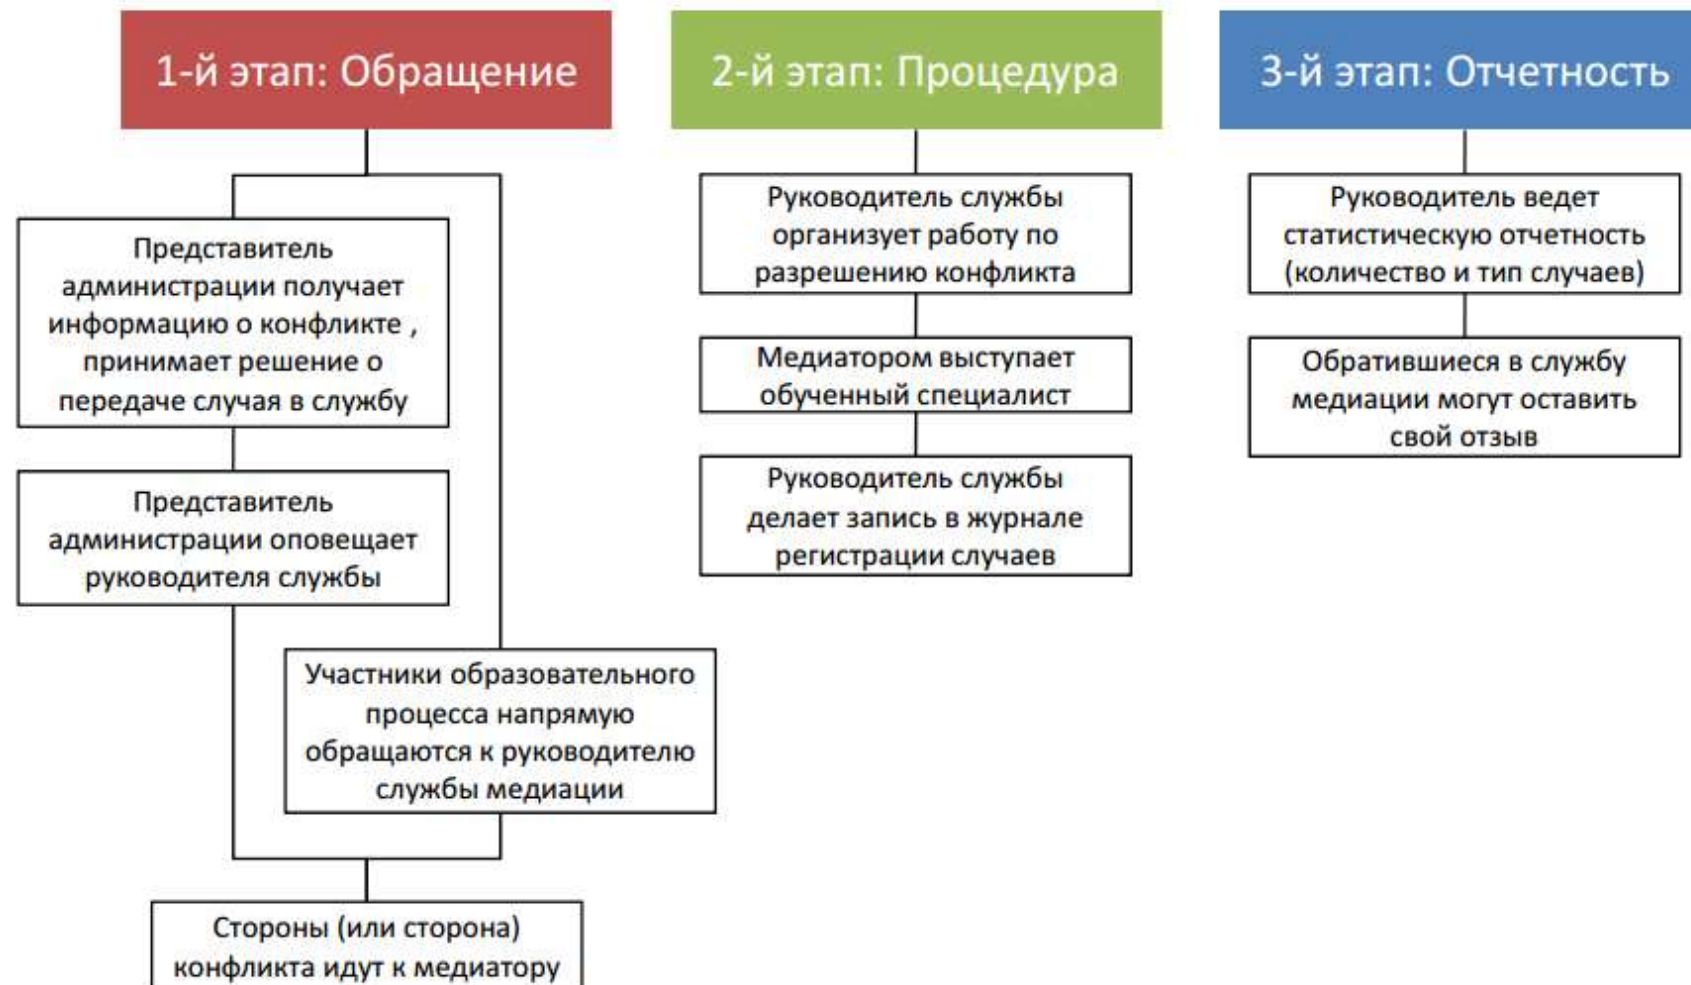 1-й этап: Обращение
Представитель
администрации получает
информацию о конфликте ,
принимает решение о
передаче случая в службу
Представитель
администрации оповещает
руководителя службы
Участники образовательного
процесса напрямую
обращаются к руководителю
службы медиации
Стороны (или сторона)
конфликта идут к медиатору
2-й этап: Процедура
Руководитель службы
организует работу по
разрешению конфликта
Медиатором выступает
обученный специалист
Руководитель службы
делает запись в журнале
регистрации случаев
3-й этап: Отчетность
Руководитель ведет
статистическую отчетность
(количество и тип случаев)
Обратившиеся в службу
медиации могут оставить
свой отзыв